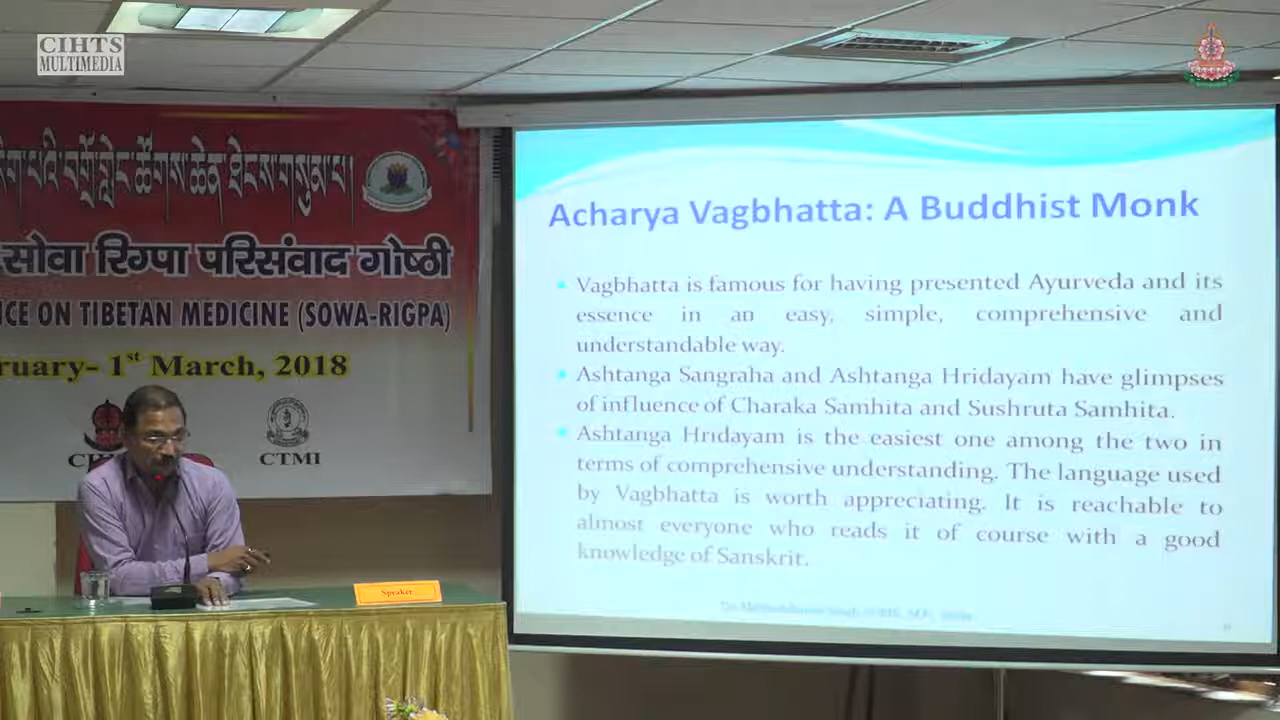 CIHTS
MULTIMEDIA
सोवा रिग्पा परिसंवाद गोष्ठी
CE ON TIBETAN MEDICINE (SOWA-RIGPA)
ruary- 1st March, 2018
CTMI
Speaker
Acharya Vagbhatta: A Buddhist Monk
Vagbhatta is famous for having presented Ayurveda and its
essence in an easy, simple, comprehensive and
understandable way.
Ashtanga Sangraha and Ashtanga Hridayam have glimpses
of influence of Charaka Samhita and Sushruta Samhita.
Ashtanga Hridayam is the easiest one among the two in
terms of comprehensive understanding. The language used
by Vagbhatta is worth appreciating. It is reachable to
almost everyone who reads it of course with a good
knowledge of Sanskrit.